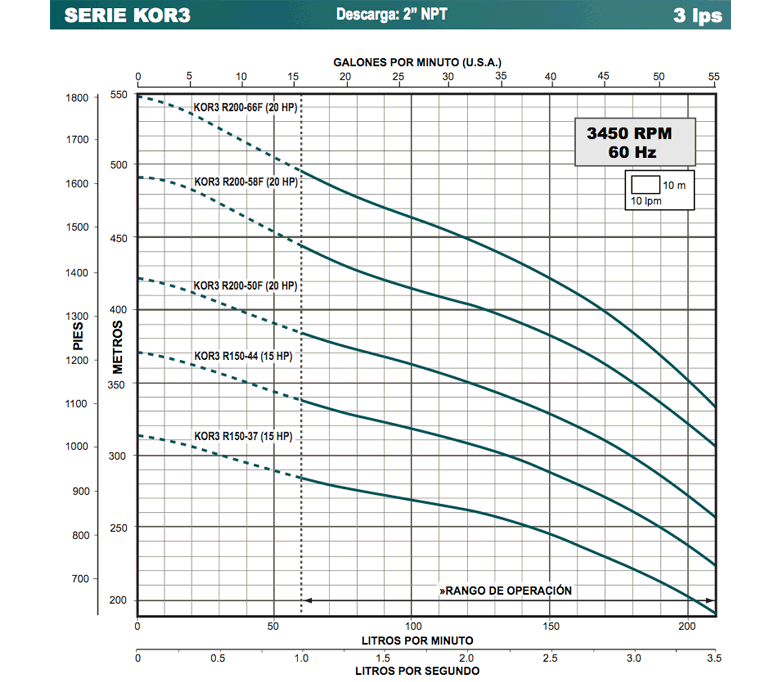 SERIE KOR3 Descarga: 2” NPT 3 lps
GALONES POR MINUTO (U.S.A.)
0 5 10 15 20 25 30 35 40 45 50 55
1800
1700
1600
1500
1400
1300
1200
1100
1000
900
800
700
PIES
550
500
450
400
350
300
250
200
METROS
KOR3 R200-66F (20 HP)
3450 RPM
60 Hz
10 m
10 lpm
KOR3 R200-58F (20 HP)
KOR3 R200-50F (20 HP)
KOR3 R150-44 (15 HP)
KOR3 R150-37 (15 HP)
»RANGO DE OPERACIÓN
0 50 100 150 200
LITROS POR MINUTO
0 0.5 1.0 1.5 2.0 2.5 3.0 3.5
LITROS POR SEGUNDO